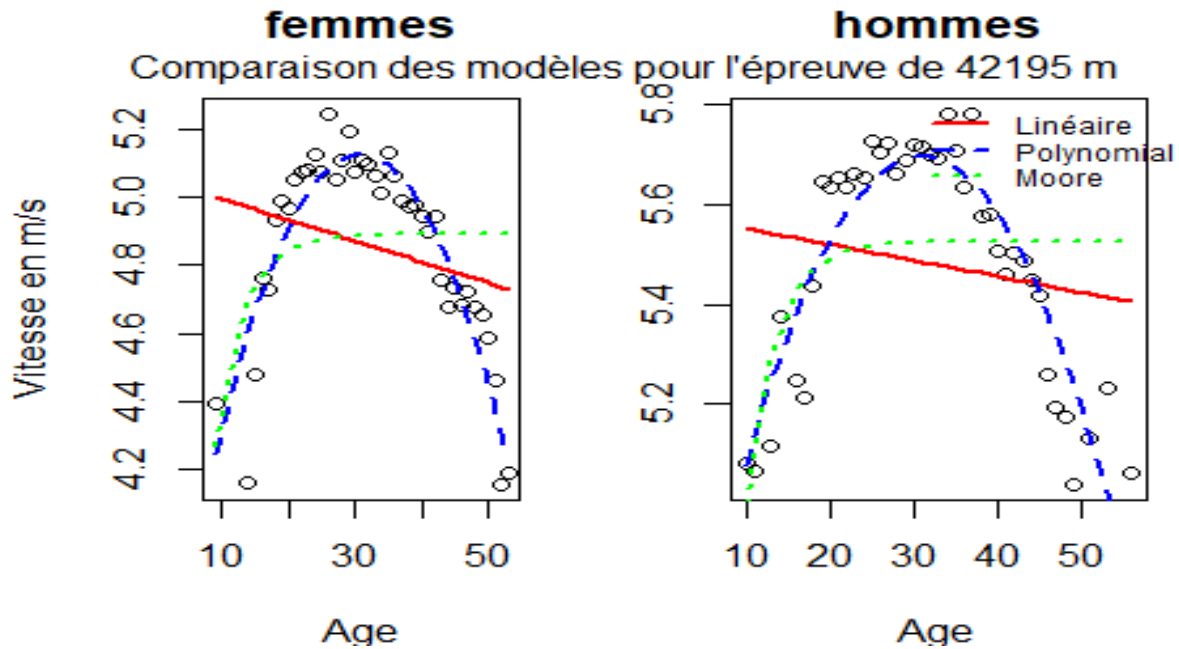 femmes
hommes
Comparaison des modèles pour l'épreuve de 42195 m
Vitesse en m/s
5.2
5.0
4.8
4.6
4.4
4.2
10
30
50
Age
5.8
5.6
5.4
5.2
Linéaire
Polynomial
Moore
10
20
30
40
50
Age